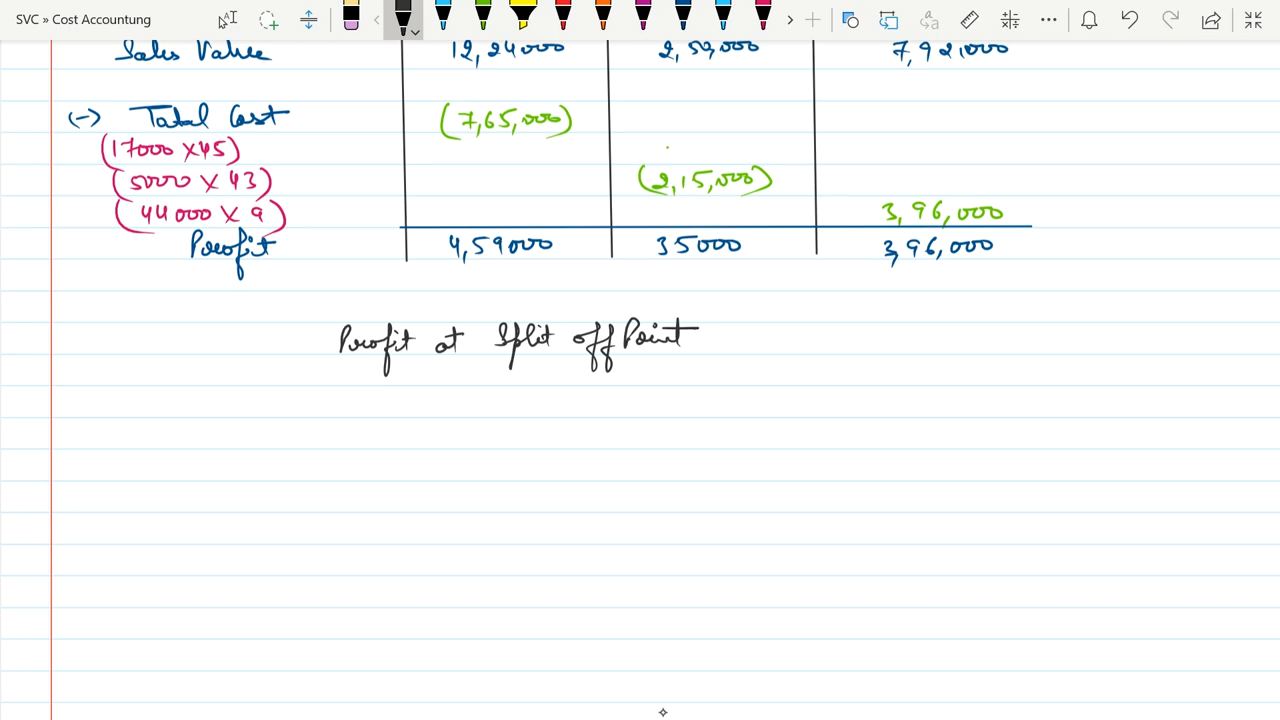 SVC » Cost Accountung
Sales Value 12,24000 2,50,000 7,92,000
(-) Total Cost (7,65,000)
(17000 X 45)
(5000 X 43) (2,15,000)
(44000 X 9) 3,96,000
Profit 4,59000 35000 3,96,000
Profit at Split off Point